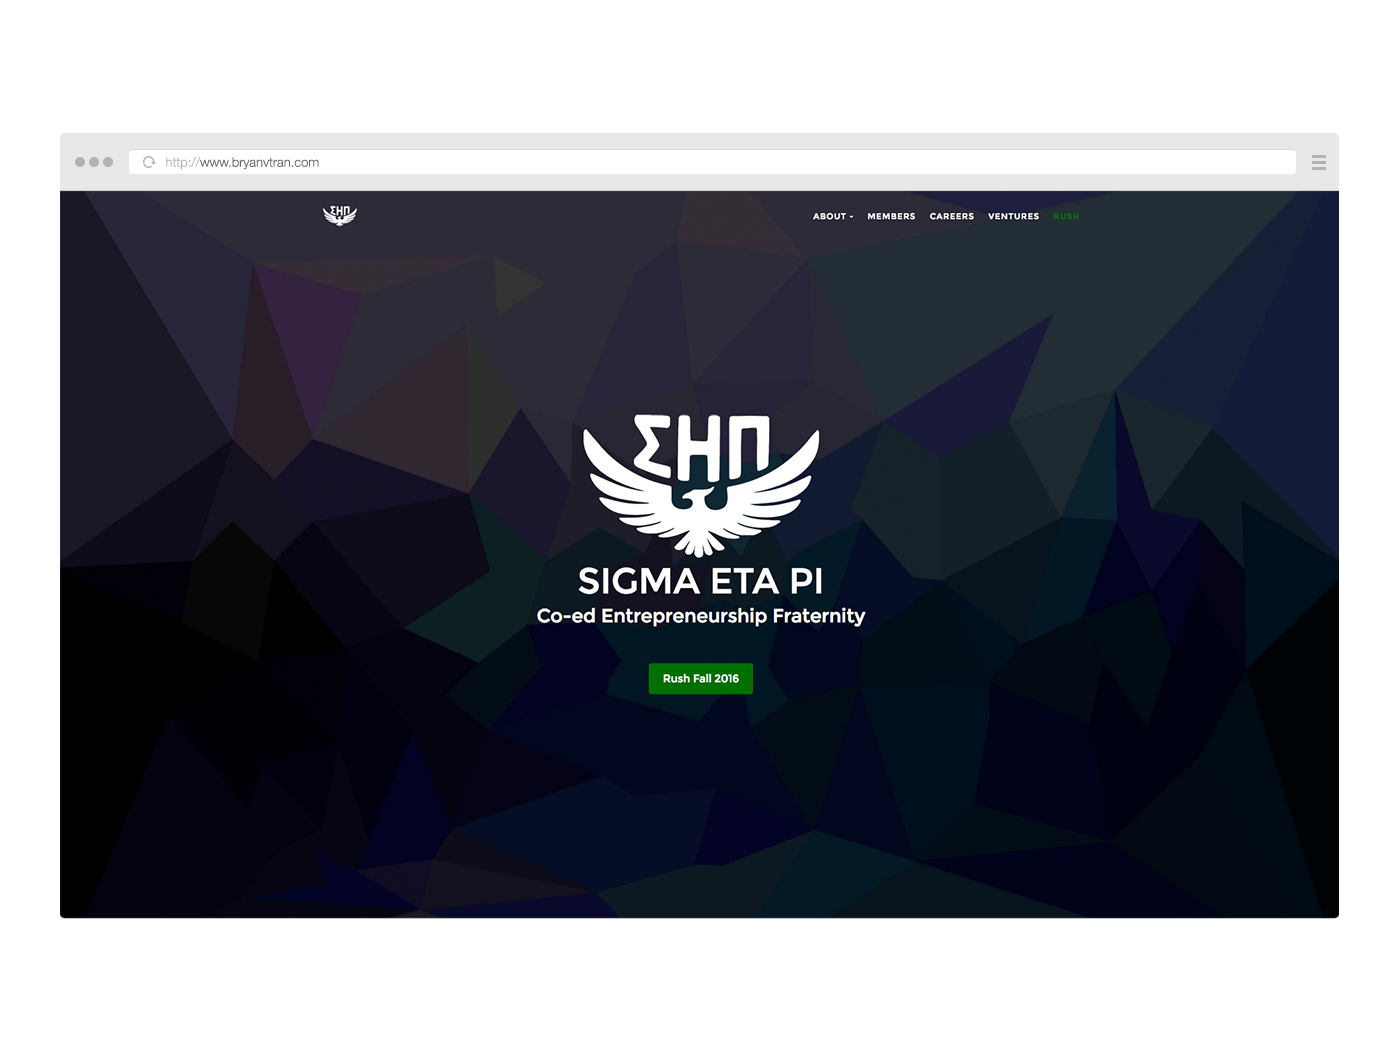 http://www.bryanvtran.com
ΣΗΠ
ABOUT MEMBERS CAREERS VENTURES RUSH
ΣΗΠ
SIGMA ETA PI
Co-ed Entrepreneurship Fraternity
Rush Fall 2016